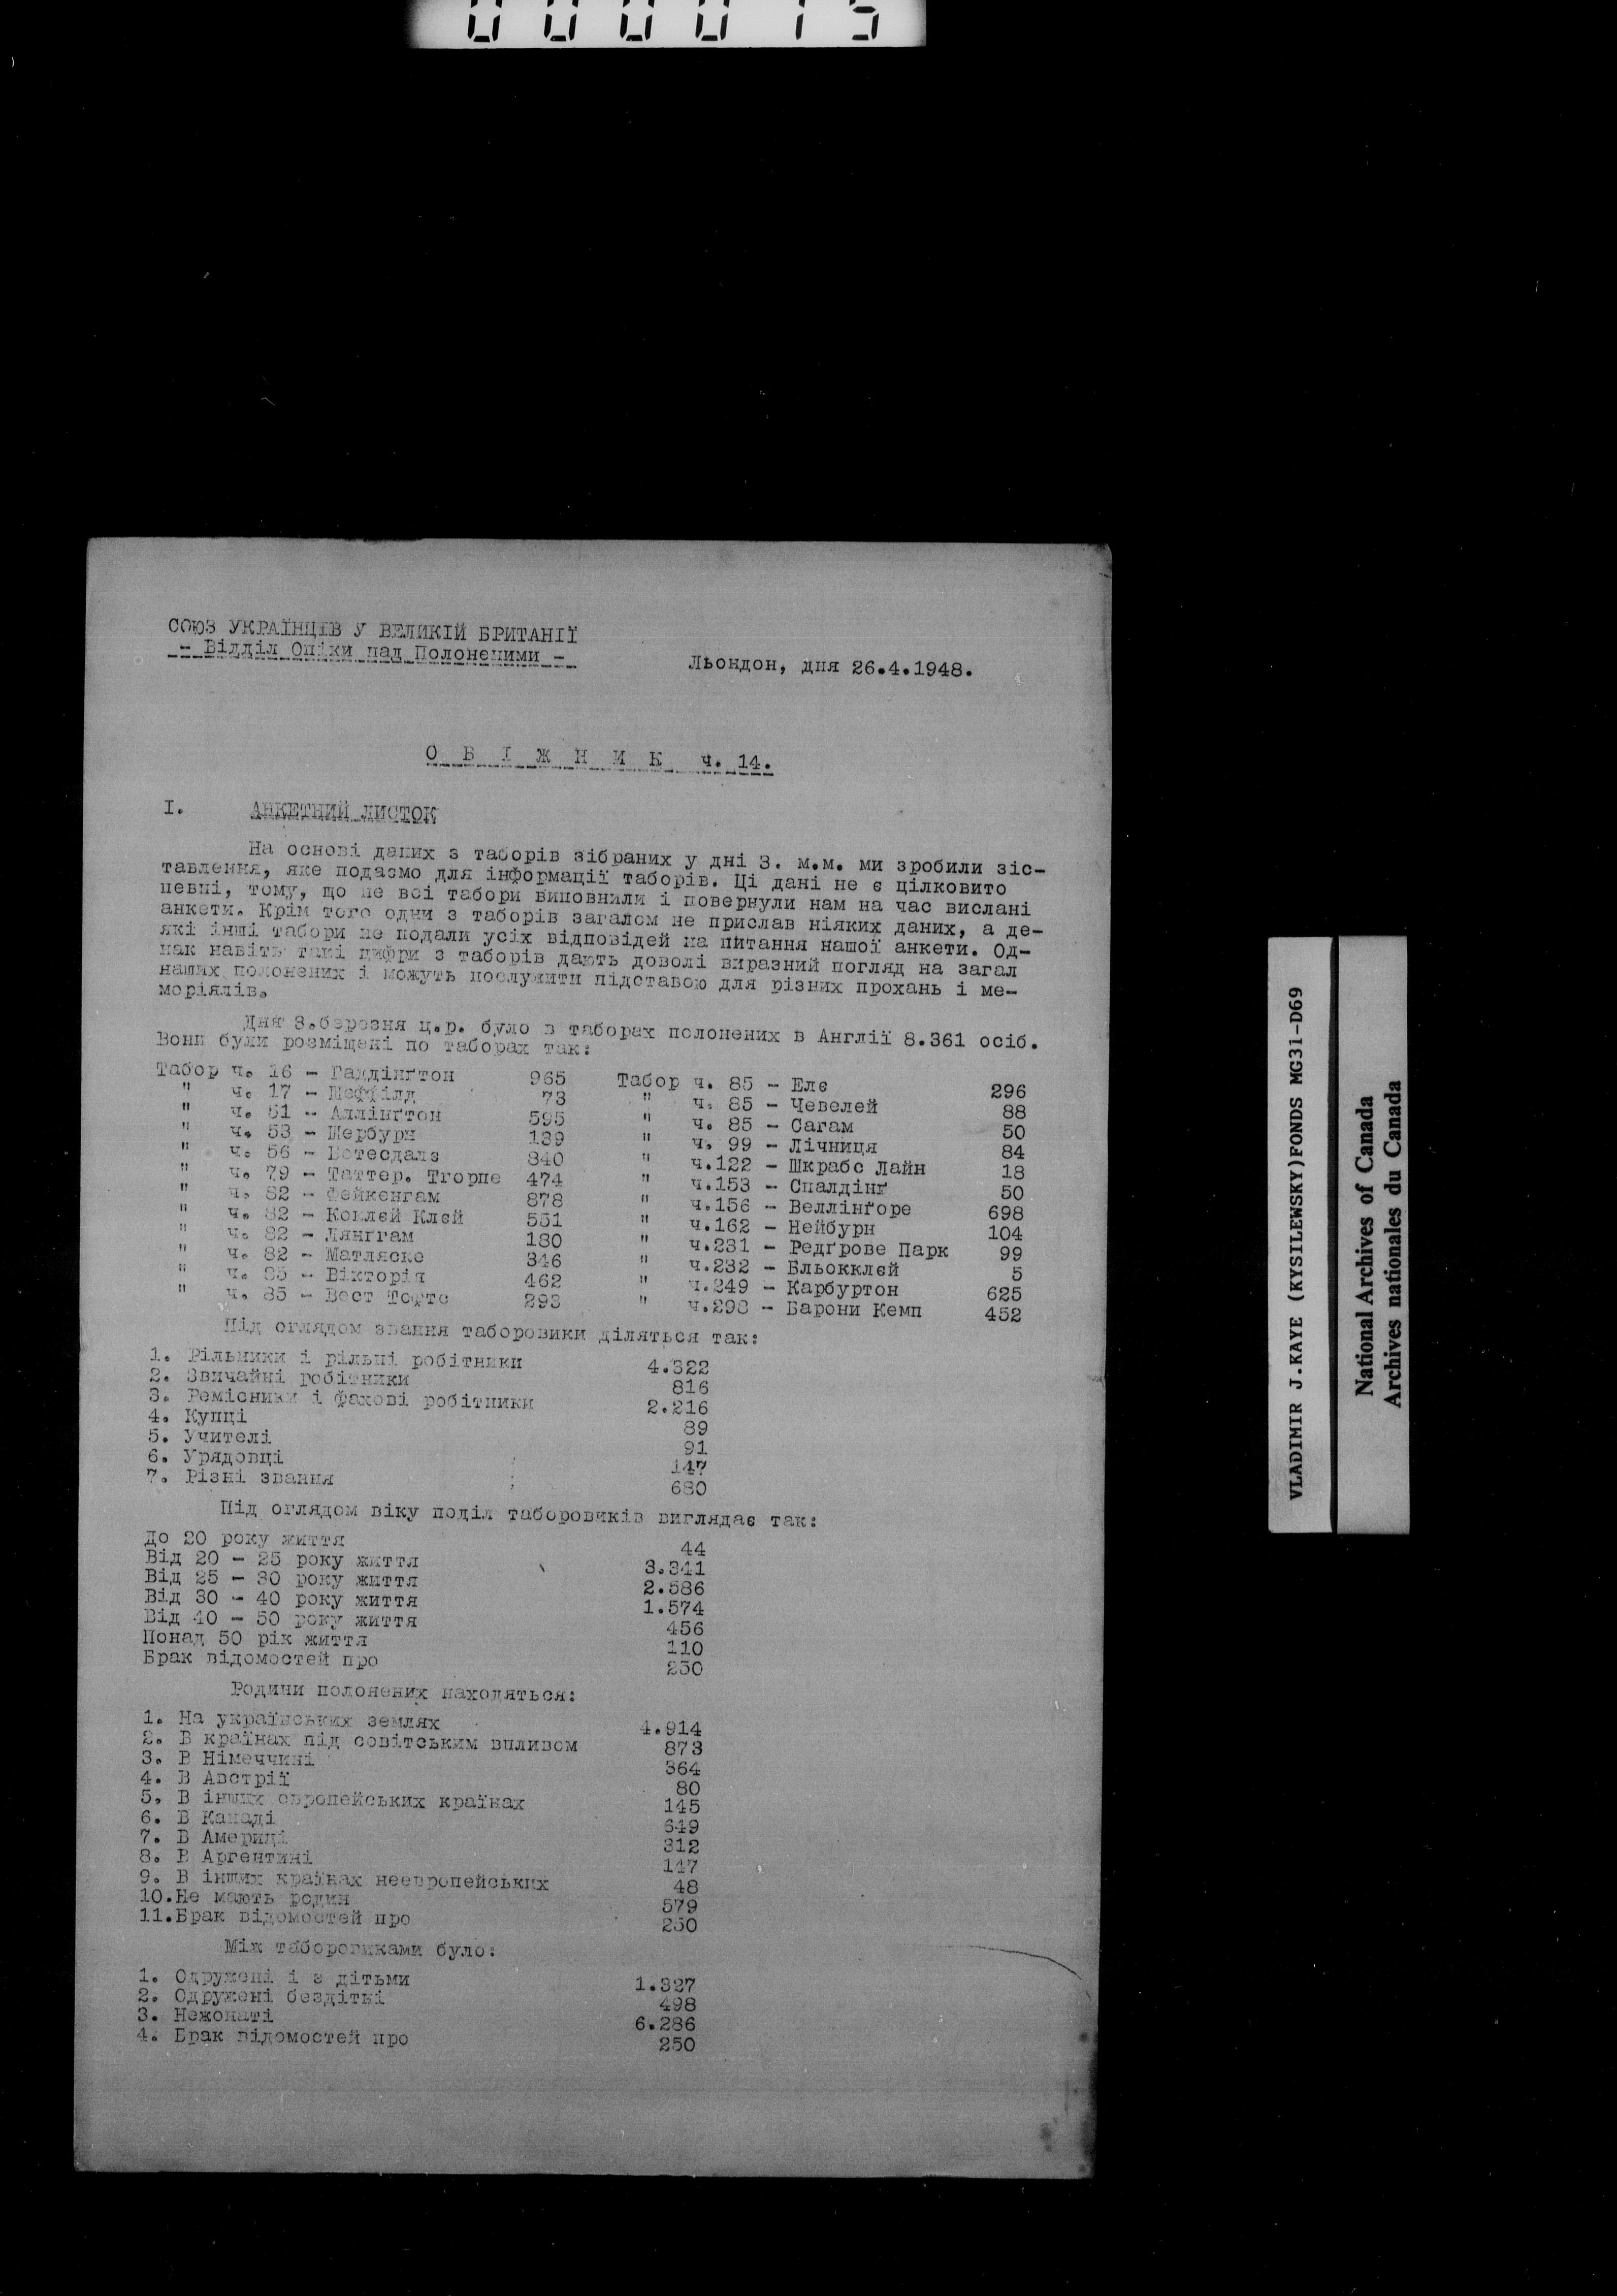 000015
СОЮЗ УКРАЇНЦІВ У ВЕЛИКІЙ БРИТАНІЇ
- Відділ Опіки над Полоненими -
Льондон, дня 26.4.1948.
О Б І Ж Н И К ч. 14.
І. АНКЕТНИЙ ЛИСТОК
На основі даних з таборів зібраних у дні 3. м.м. ми зробили зіс-
тавлення, яке подаємо для інформації таборів. Ці дані не є цілковито
певні, тому, що не всі табори виповнили і повернули нам на час вислані
анкети. Крім того один з таборів загалом не прислав ніяких даних, а де-
які інші табори не подали усіх відповідей на питання нашої анкети. Од-
нак навіть такі цифри з таборів дають доволі виразний погляд на загал
наших полонених і можуть послужити підставою для різних прохань і ме-
моріялів.
Дня 3.березня ц.р. було в таборах полонених в Англії 8.361 осіб.
Вони були розміщені по таборах так:
Табор ч. 16 - Галдінґтон 965 Табор ч. 85 - Елє 296
" ч. 17 - Шеффілд 73 " ч. 85 - Чевелей 88
" ч. 51 - Аллінґтон 595 " ч. 85 - Сагам 50
" ч. 53 - Шербурн 139 " ч. 99 - Лічниця 84
" ч. 56 - Ботесдалє 840 " ч.122 - Шкрабс Лайн 18
" ч. 79 - Таттер. Тгорпе 474 " ч.153 - Спалдінґ 50
" ч. 82 - Фейкенгам 878 " ч.156 - Веллінґоре 698
" ч. 82 - Коклєй Клєй 551 " ч.162 - Нейбурн 104
" ч. 82 - Лянґгам 180 " ч.231 - Редґрове Парк 99
" ч. 82 - Матляске 346 " ч.232 - Бльокклєй 5
" ч. 85 - Вікторія 462 " ч.249 - Карбуртон 625
" ч. 85 - Вест Тофтс 293 " ч.298 - Барони Кемп 452
Під оглядом звання таборовики діляться так:
1. Рільники і рільні робітники 4.322
2. Звичайні робітники 816
3. Ремісники і фахові робітники 2.216
4. Купці 89
5. Учителі 91
6. Урядовці 147
7. Різні звання 680
Під оглядом віку поділ таборовиків виглядає так:
До 20 року життя 44
Від 20 - 25 року життя 3.341
Від 25 - 30 року життя 2.586
Від 30 - 40 року життя 1.574
Від 40 - 50 року життя 456
Понад 50 рік життя 110
Брак відомостей про 250
Родини полонених находяться:
1. На українських землях 4.914
2. В країнах під совітським впливом 873
3. В Німеччині 364
4. В Австрії 80
5. В інших європейських країнах 145
6. В Канаді 649
7. В Америці 312
8. В Аргентині 147
9. В інших країнах неевропейських 48
10.Не мають родин 579
11.Брак відомостей про 250
Між таборовиками було:
1. Одружені і з дітьми 1.327
2. Одружені бездітні 498
3. Нежонаті 6.286
4. Брак відомостей про 250
VLADIMIR J.KAYE (KYSILEWSKY)FONDS MG31-D69
National Archives of Canada
Archives nationales du Canada